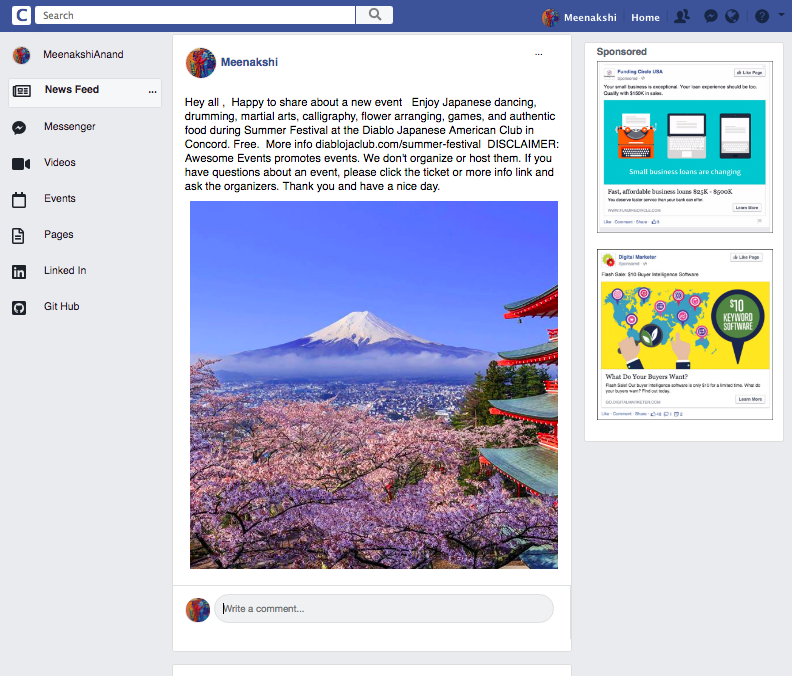 C
Search
Meenakshi
Home
MeenakshiAnand
News Feed
...
Messenger
Videos
Events
Pages
Linked In
Git Hub
Meenakshi
...
Hey all , Happy to share about a new event Enjoy Japanese dancing,
drumming, martial arts, calligraphy, flower arranging, games, and authentic
food during Summer Festival at the Diablo Japanese American Club in
Concord. Free. More info diablojaclub.com/summer-festival DISCLAIMER:
Awesome Events promotes events. We don't organize or host them. If you
have questions about an event, please click the ticket or more info link and
ask the organizers. Thank you and have a nice day.
Write a comment...
Sponsored
Funding Circle USA
Like Page
Sponsored
Your small business is exceptional. Your loan experience should be too.
Qualify with $150K in sales.
Small business loans are changing
Fast, affordable business loans $25K - $500K
You deserve faster service than your bank can offer
WWW.FUNDINGCIRCLE.COM
Learn More
Like · Comment · Share ·
Digital Marketer
Like Page
Sponsored
Flash Sale: $10 Buyer Intelligence Software
$10
KEYWORD
SOFTWARE
What Do Your Buyers Want?
Flash Sale! Our buyer intelligence software is only $10 for a limited time. What do
your buyers want? Find out today.
GO.DIGITALMARKETER.COM
Learn More
Like · Comment · Share ·